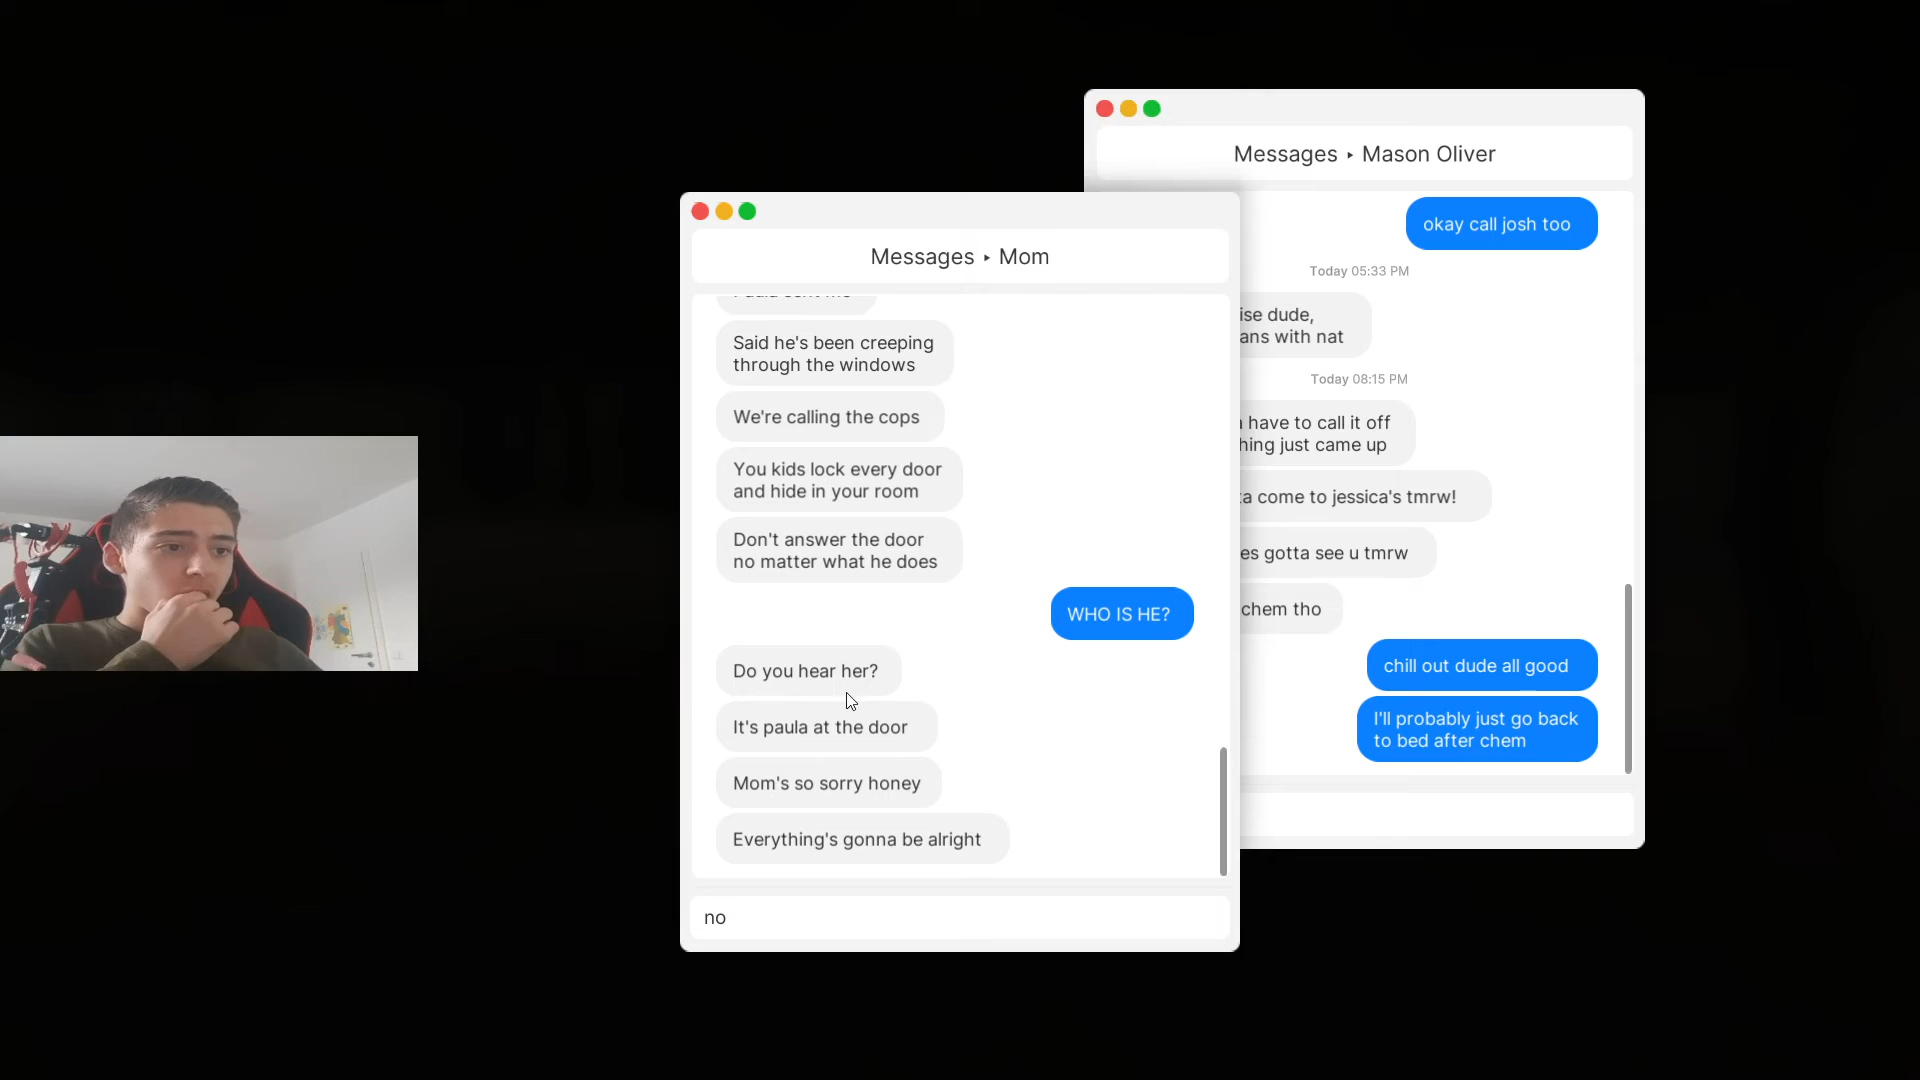 Messages ▸ Mason Oliver
okay call josh too
Today 05:33 PM
ise dude,
ans with nat
Today 08:15 PM
have to call it off
hing just came up
ta come to jessica's tmrw!
es gotta see u tmrw
chem tho
chill out dude all good
I'll probably just go back
to bed after chem
Messages ▸ Mom
Said he's been creeping
through the windows
We're calling the cops
You kids lock every door
and hide in your room
Don't answer the door
no matter what he does
WHO IS HE?
Do you hear her?
It's paula at the door
Mom's so sorry honey
Everything's gonna be alright
no